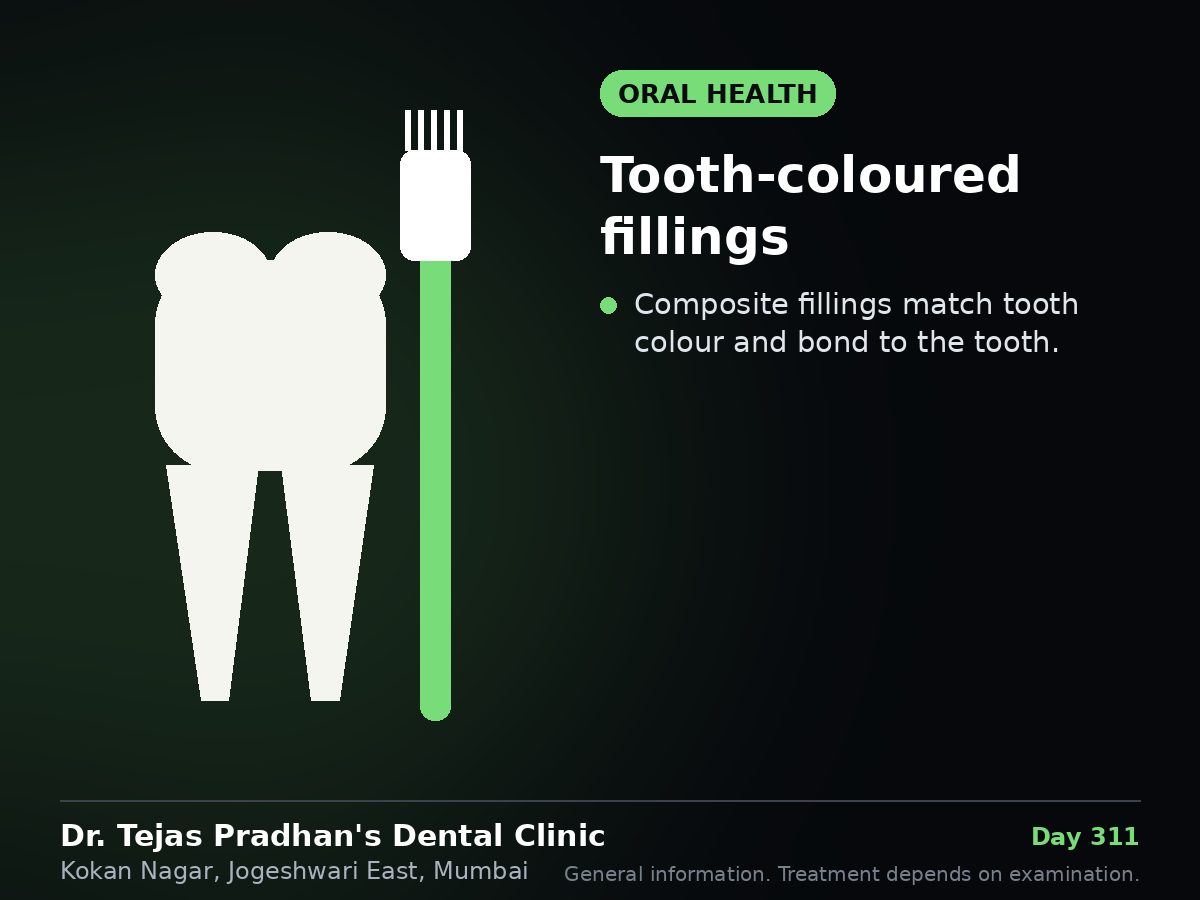 ORAL HEALTH
Tooth-coloured
fillings
Composite fillings match tooth
colour and bond to the tooth.
Dr. Tejas Pradhan's Dental Clinic
Day 311
Kokan Nagar, Jogeshwari East, Mumbai
General information. Treatment depends on examination.